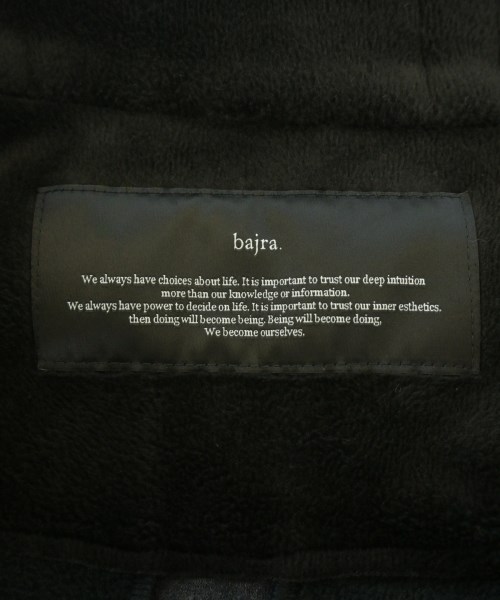 bajra.
We always have choices about life. It is important to trust our deep intuition
more than our knowledge or information.
We always have power to decide on life. It is important to trust our inner esthetics.
then doing will become being. Being will become doing,
We become ourselves.